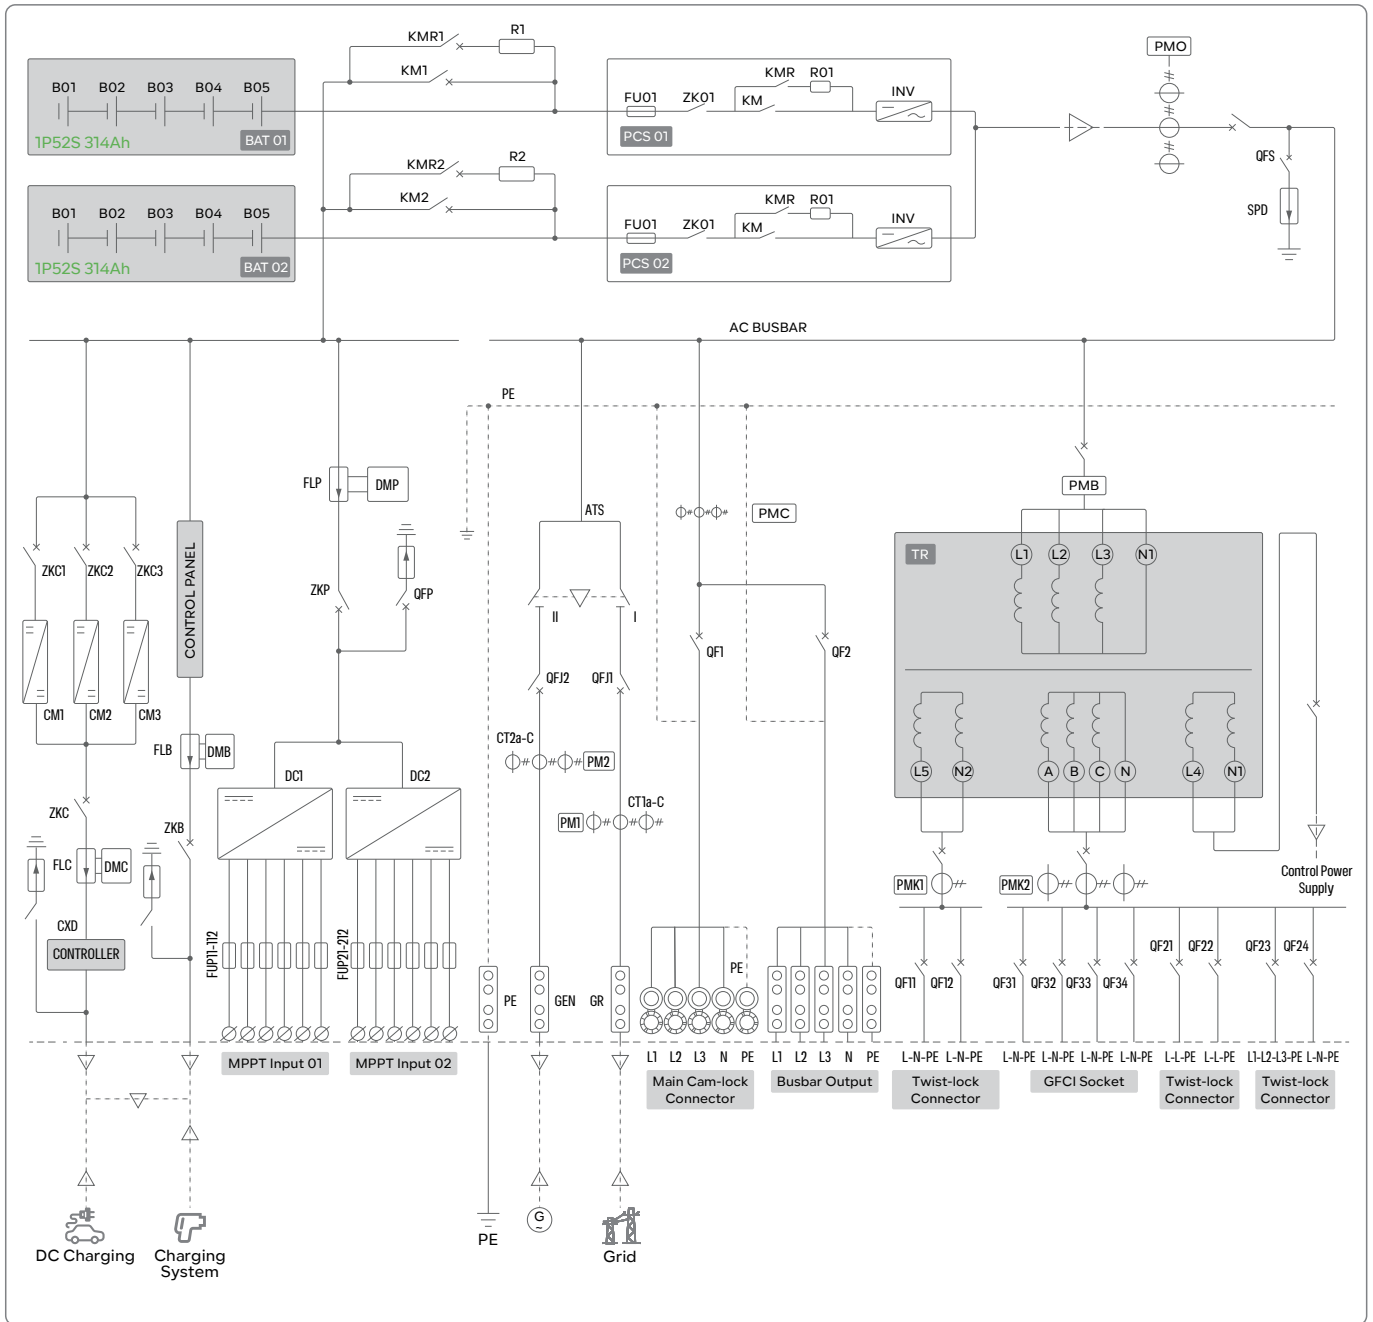 KMR1
R1
KM1
PMO
B01 B02 B03 B04 B05
1P52S 314Ah
BAT 01
FU01 ZK01 KMR R01 KM INV
PCS 01
QFS
SPD
KMR2
R2
KM2
B01 B02 B03 B04 B05
1P52S 314Ah
BAT 02
FU01 ZK01 KMR R01 KM INV
PCS 02
AC BUSBAR
PE
FLP
DMP
ATS
PMC
PMB
ZKC1
ZKC2
ZKC3
CONTROL PANEL
ZKP
QFP
II
I
QFJ2
QFJ1
QF1
QF2
TR
L1 L2 L3 N1
L5 N2 A B C N L4 N1
CM1
CM2
CM3
FLB
DMB
CT2a-C
PM2
DC1
DC2
CT1a-C
PM1
ZKC
ZKB
FLC
DMC
CXD
CONTROLLER
FUP11-112
FUP21-212
PMK1
PMK2
Control Power
Supply
QF11
QF12
QF31
QF32
QF33
QF34
QF21
QF22
QF23
QF24
PE
GEN
GR
PE
L1 L2 L3 N PE
L1 L2 L3 N PE
L-N-PE L-N-PE
L-N-PE L-N-PE L-N-PE L-N-PE
L-L-PE L-L-PE
L1-L2-L3-PE L-N-PE
MPPT Input 01
MPPT Input 02
Main Cam-lock
Connector
Busbar Output
Twist-lock
Connector
GFCI Socket
Twist-lock
Connector
Twist-lock
Connector
G
~
DC Charging
Charging
System
PE
Grid